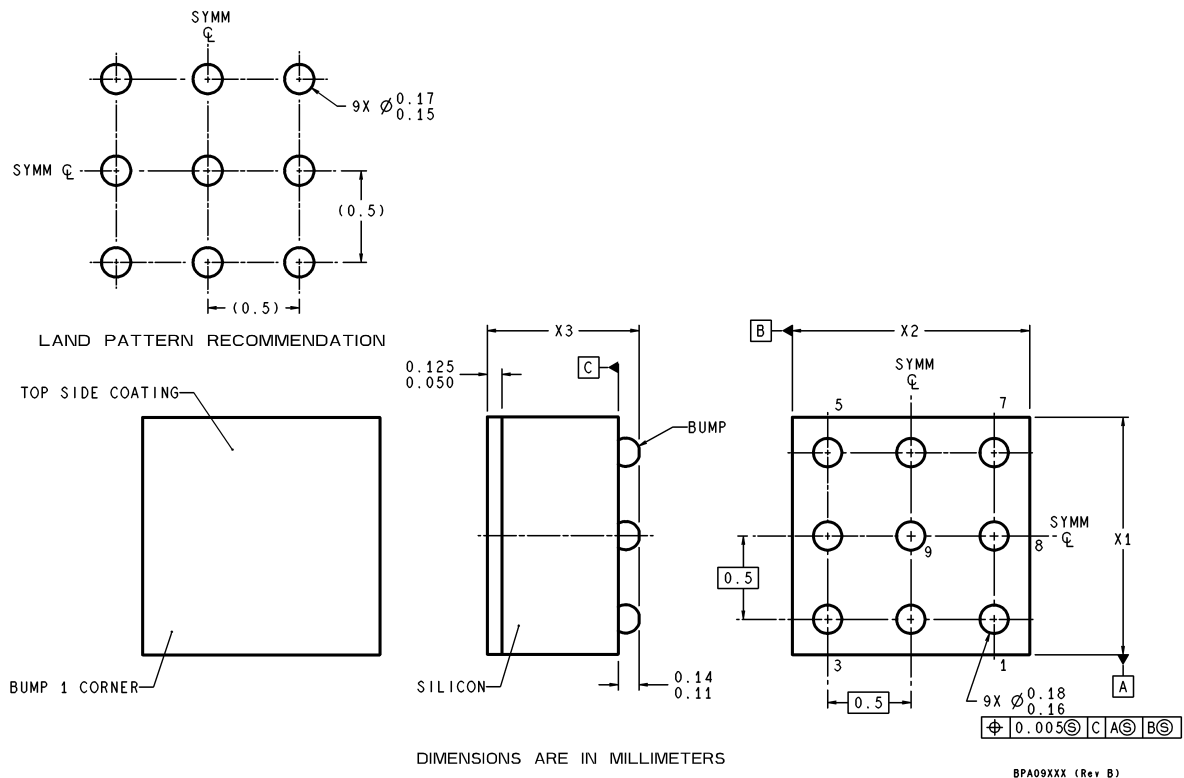 SYMM
℄
9X Ø 0.17
0.15
SYMM ℄
(0.5)
(0.5)
LAND PATTERN RECOMMENDATION
TOP SIDE COATING
BUMP 1 CORNER
X3
0.125
0.050
C
BUMP
SILICON
0.14
0.11
B
X2
SYMM
℄
5
7
SYMM
℄
8
9
X1
0.5
3
1
A
0.5
9X Ø 0.18
0.16
⌖ 0.005Ⓢ C AⓈ BⓈ
DIMENSIONS ARE IN MILLIMETERS
BPA09XXX (Rev B)